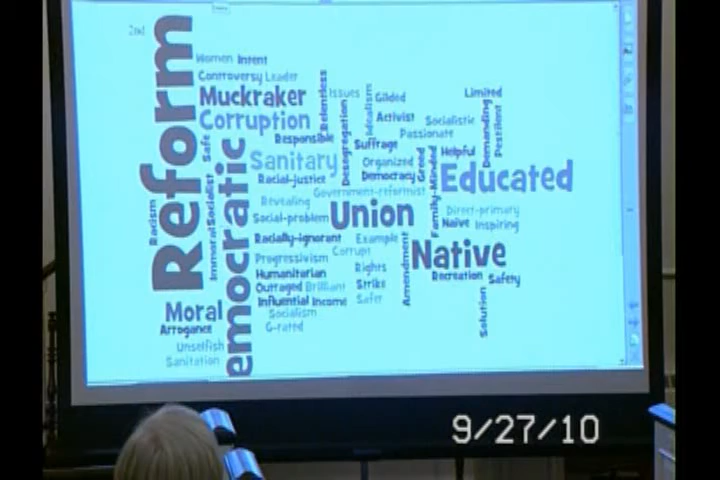 2nd
Reform
Women Intent
Controversy Leader
Muckraker
Corruption
Relentless
Issues
Idealism
Gilded
Limited
Responsible
Desegregation
Activist
Socialistic
Passionate
Demanding
Pestilent
Safe
Sanitary
Suffrage
Organized
Democracy
Greed
Helpful
Family-Minded
Educated
Racial-justice
Government-reformist
Racism
Immoral
Socialist
emocratic
Revealing
Social-problem
Union
Direct-primary
Naive Inspiring
Racially-ignorant
Example
Corrupt
Native
Progressivism
Humanitarian
Rights
Amendment
Recreation
Safety
Outraged Brilliant
Strike
Influential Income
Safer
Solution
Moral
Socialism
Arrogance
G-rated
Unselfish
Sanitation
9/27/10